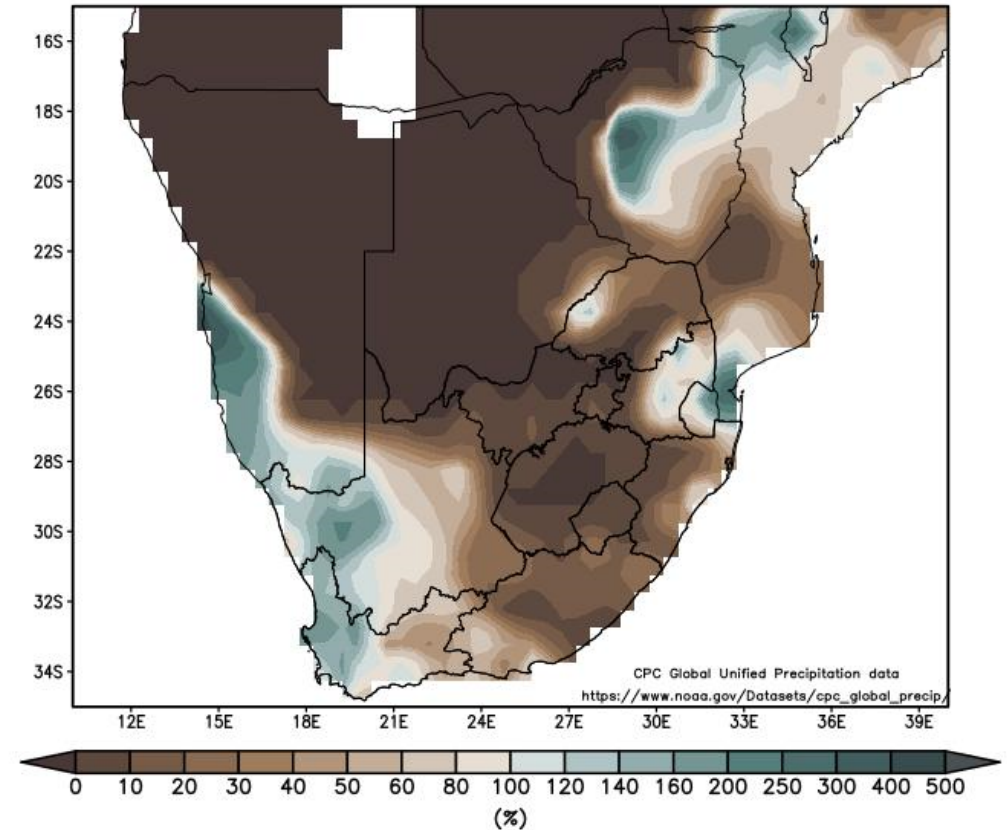 16S
18S
20S
22S
24S
26S
28S
30S
32S
34S
CPC Global Unified Precipitation data
https://www.noaa.gov/Datasets/cpc_global_precip/
12E 15E 18E 21E 24E 27E 30E 33E 36E 39E
0 10 20 30 40 50 60 80 100 120 140 160 200 250 300 400 500
(%)